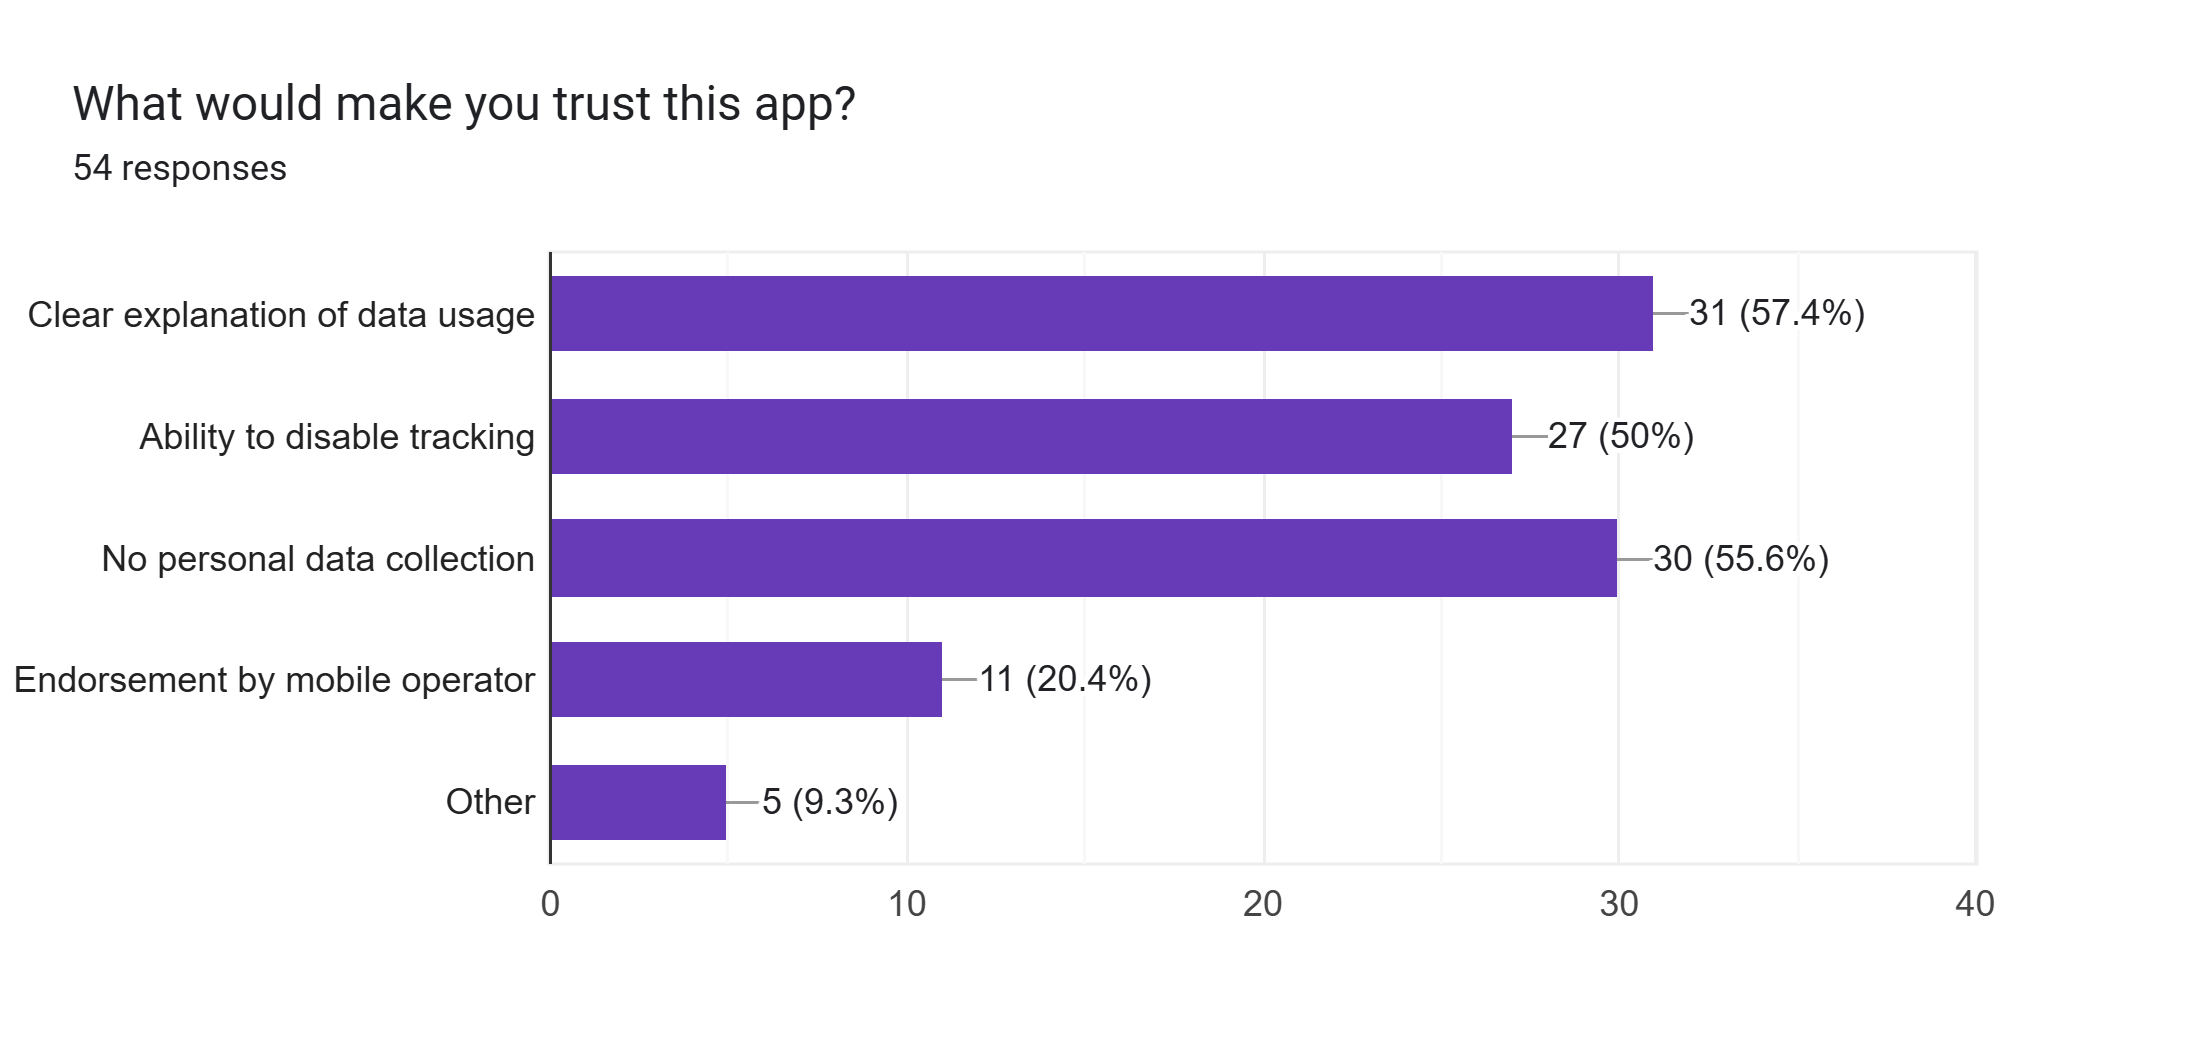 What would make you trust this app?
54 responses
Clear explanation of data usage
31 (57.4%)
Ability to disable tracking
27 (50%)
No personal data collection
30 (55.6%)
Endorsement by mobile operator
11 (20.4%)
Other
5 (9.3%)
0 10 20 30 40